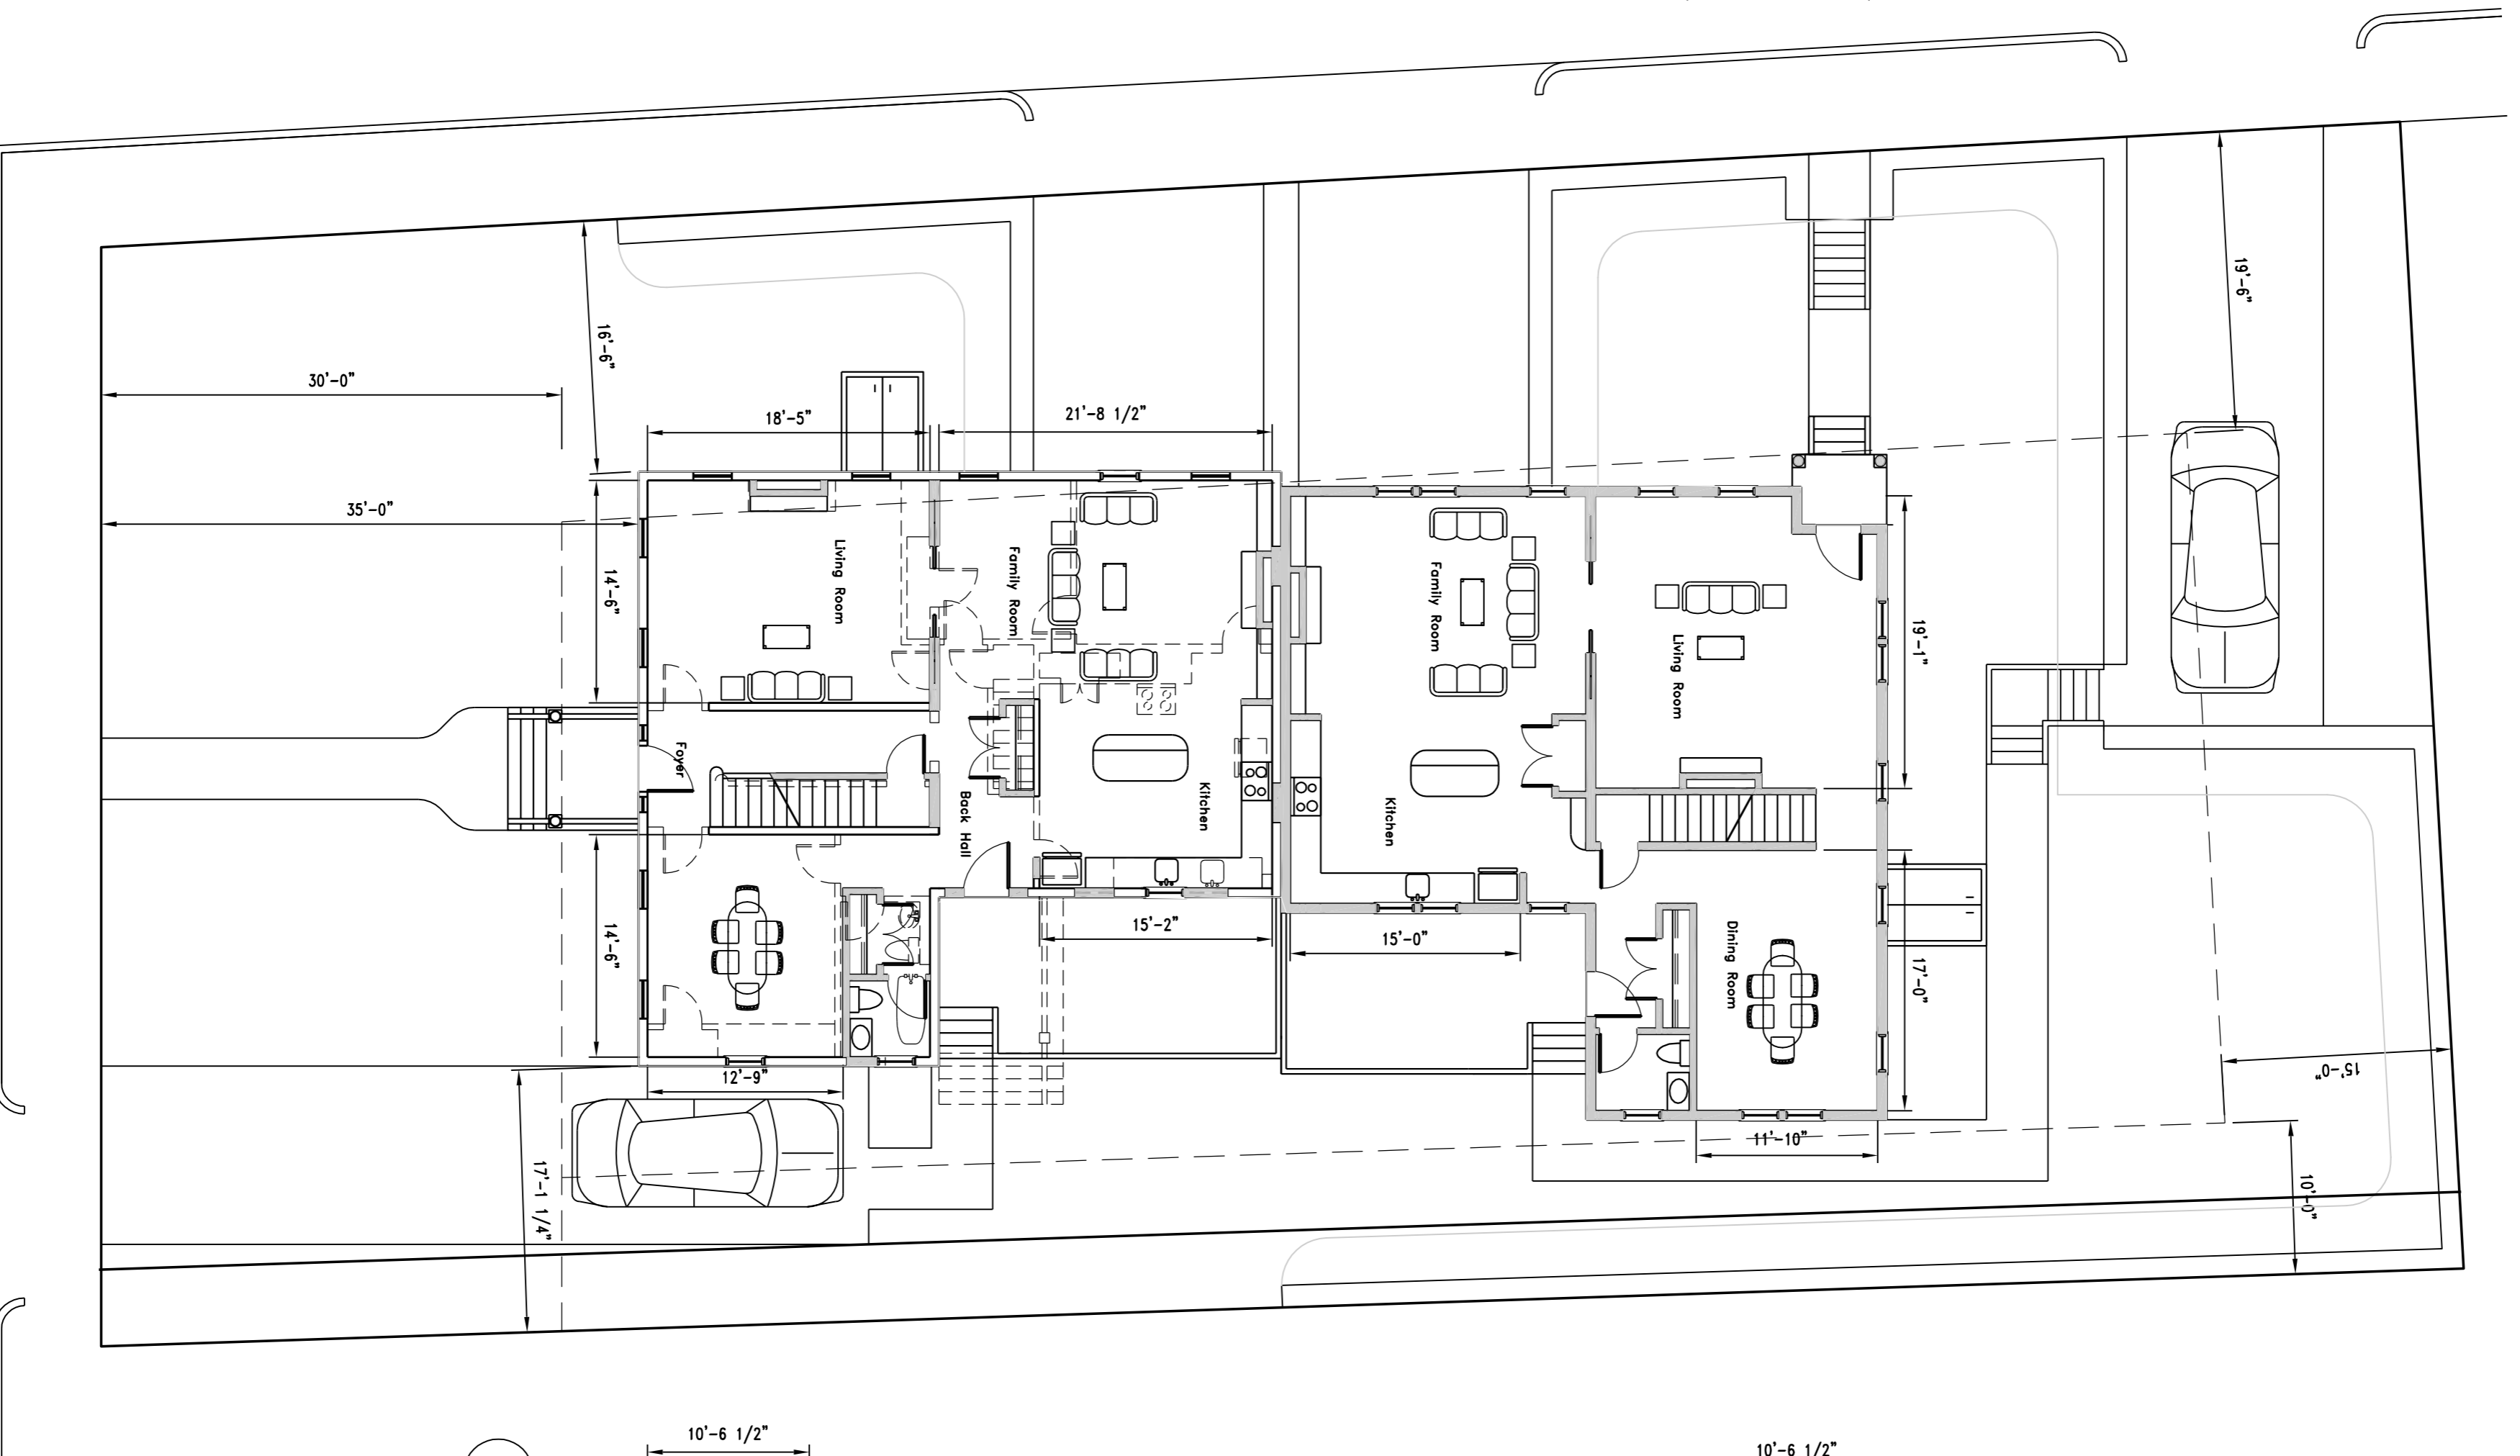 19'-6"
16'-6"
30'-0"
18'-5"
21'-8 1/2"
35'-0"
14'-6"
Living Room
Family Room
Family Room
Living Room
19'-1"
Foyer
Back Hall
Kitchen
Kitchen
14'-6"
15'-2"
15'-0"
Dining Room
17'-0"
15'-0"
12'-9"
11'-10"
17'-1 1/4"
10'-0"
10'-6 1/2"
10'-6 1/2"